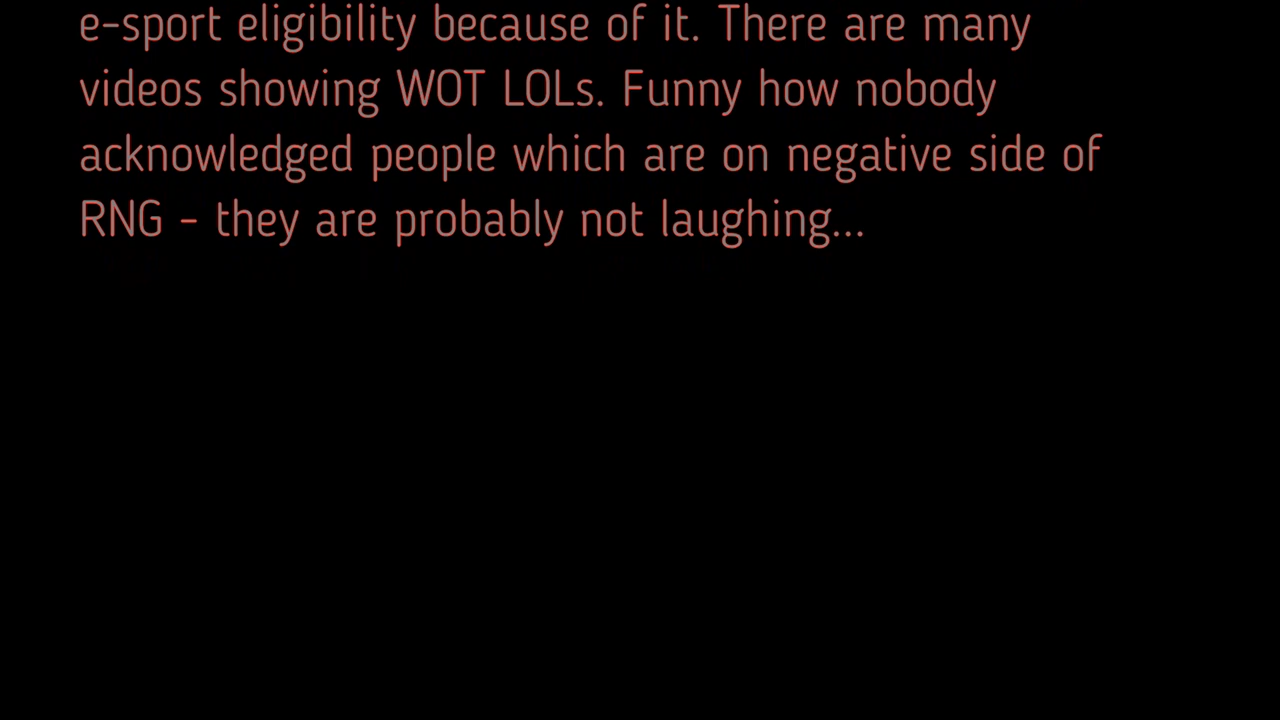 e-sport eligibility because of it. There are many
videos showing WOT LOLs. Funny how nobody
acknowledged people which are on negative side of
RNG - they are probably not laughing...